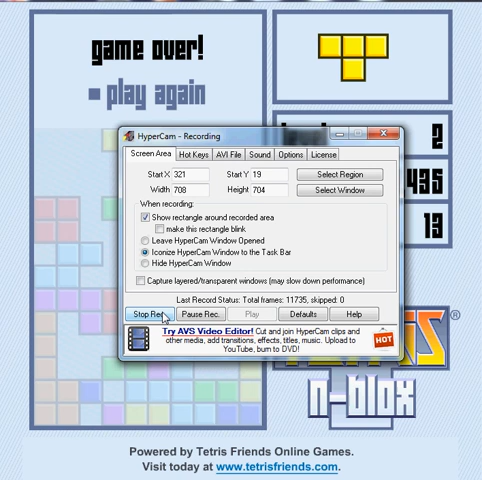 game over!
play again
HyperCam - Recording
Screen Area
Hot Keys
AVI File
Sound
Options
License
Start X 321
Start Y 19
Select Region
Width 708
Height 704
Select Window
When recording:
Show rectangle around recorded area
make this rectangle blink
Leave HyperCam Window Opened
Iconize HyperCam Window to the Task Bar
Hide HyperCam Window
Capture layered/transparent windows (may slow down performance)
Last Record Status: Total frames: 11735, skipped: 0
Stop Rec.
Pause Rec.
Play
Defaults
Help
Try AVS Video Editor! Cut and join HyperCam clips and
other media, add transitions, effects, titles, music. Upload to
YouTube, burn to DVD!
HOT
2
435
13
n-blox
Powered by Tetris Friends Online Games.
Visit today at www.tetrisfriends.com.